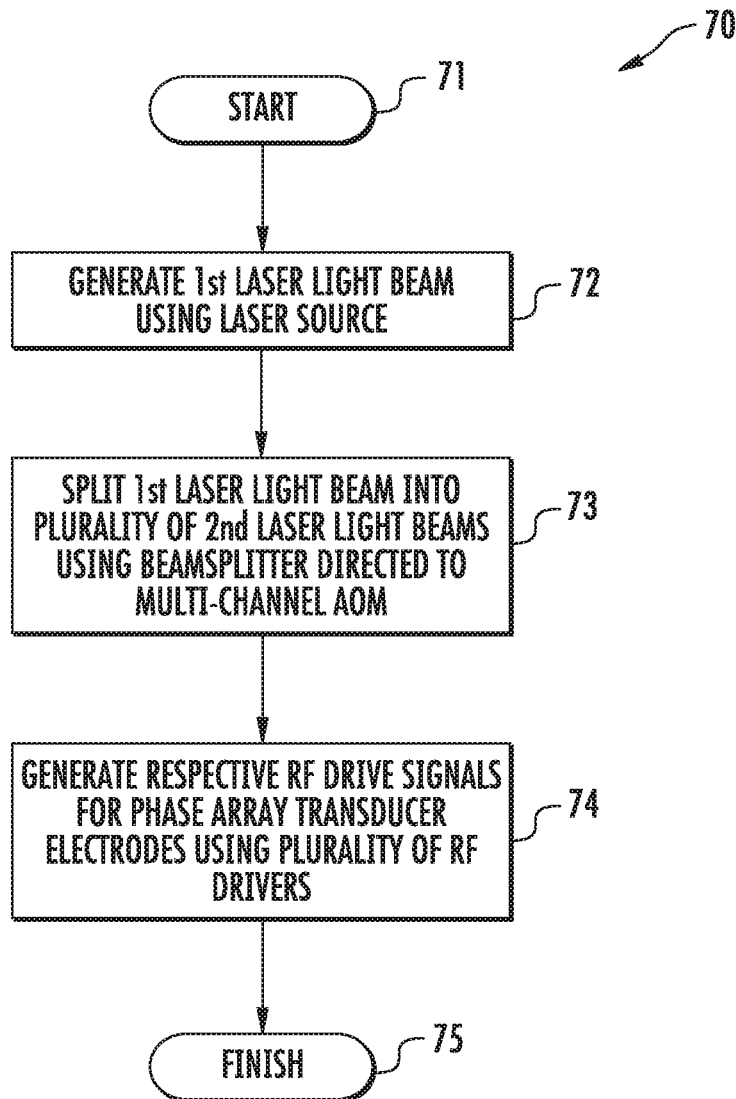 70
START
71
GENERATE 1st LASER LIGHT BEAM
USING LASER SOURCE
72
SPLIT 1st LASER LIGHT BEAM INTO
PLURALITY OF 2nd LASER LIGHT BEAMS
USING BEAMSPLITTER DIRECTED TO
MULTI-CHANNEL AOM
73
GENERATE RESPECTIVE RF DRIVE SIGNALS
FOR PHASE ARRAY TRANSDUCER
ELECTRODES USING PLURALITY OF RF
DRIVERS
74
FINISH
75